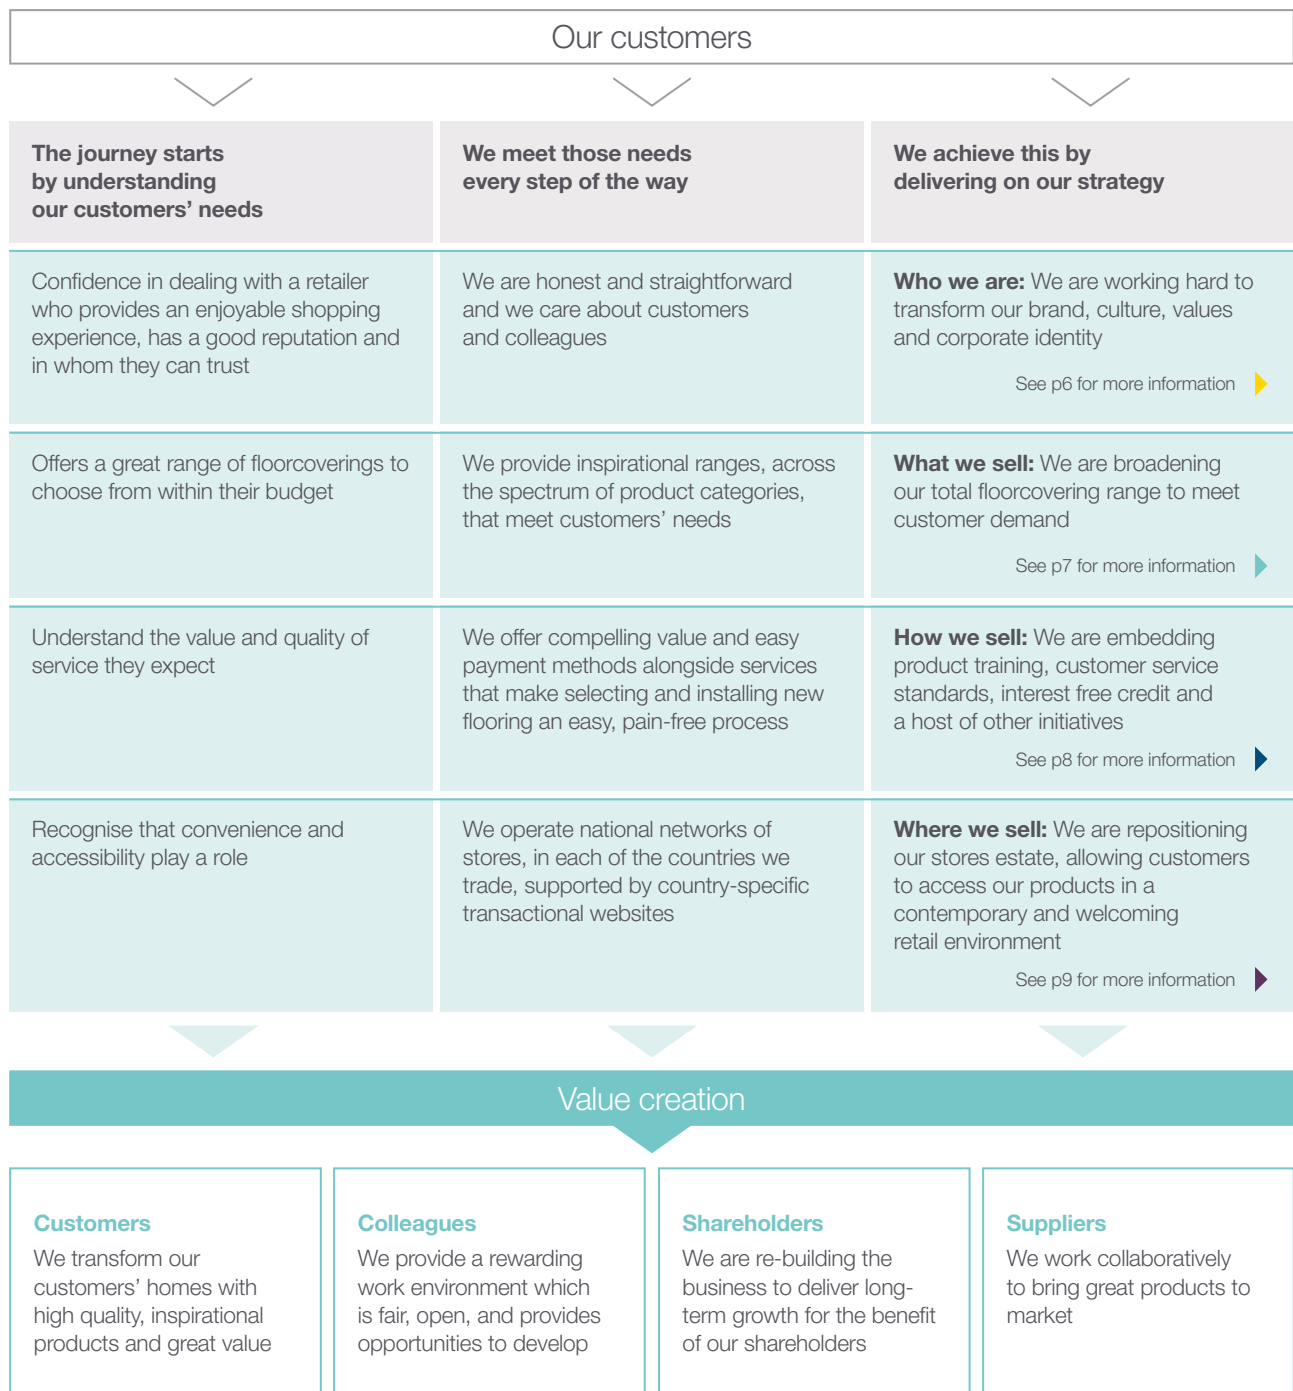 Our customers
The journey starts
by understanding
our customers’ needs
We meet those needs
every step of the way
We achieve this by
delivering on our strategy
Confidence in dealing with a retailer
who provides an enjoyable shopping
experience, has a good reputation and
in whom they can trust
We are honest and straightforward
and we care about customers
and colleagues
Who we are: We are working hard to
transform our brand, culture, values
and corporate identity
See p6 for more information
Offers a great range of floorcoverings to
choose from within their budget
We provide inspirational ranges, across
the spectrum of product categories,
that meet customers’ needs
What we sell: We are broadening
our total floorcovering range to meet
customer demand
See p7 for more information
Understand the value and quality of
service they expect
We offer compelling value and easy
payment methods alongside services
that make selecting and installing new
flooring an easy, pain-free process
How we sell: We are embedding
product training, customer service
standards, interest free credit and
a host of other initiatives
See p8 for more information
Recognise that convenience and
accessibility play a role
We operate national networks of
stores, in each of the countries we
trade, supported by country-specific
transactional websites
Where we sell: We are repositioning
our stores estate, allowing customers
to access our products in a
contemporary and welcoming
retail environment
See p9 for more information
Value creation
Customers
We transform our
customers’ homes with
high quality, inspirational
products and great value
Colleagues
We provide a rewarding
work environment which
is fair, open, and provides
opportunities to develop
Shareholders
We are re-building the
business to deliver long-
term growth for the benefit
of our shareholders
Suppliers
We work collaboratively
to bring great products to
market